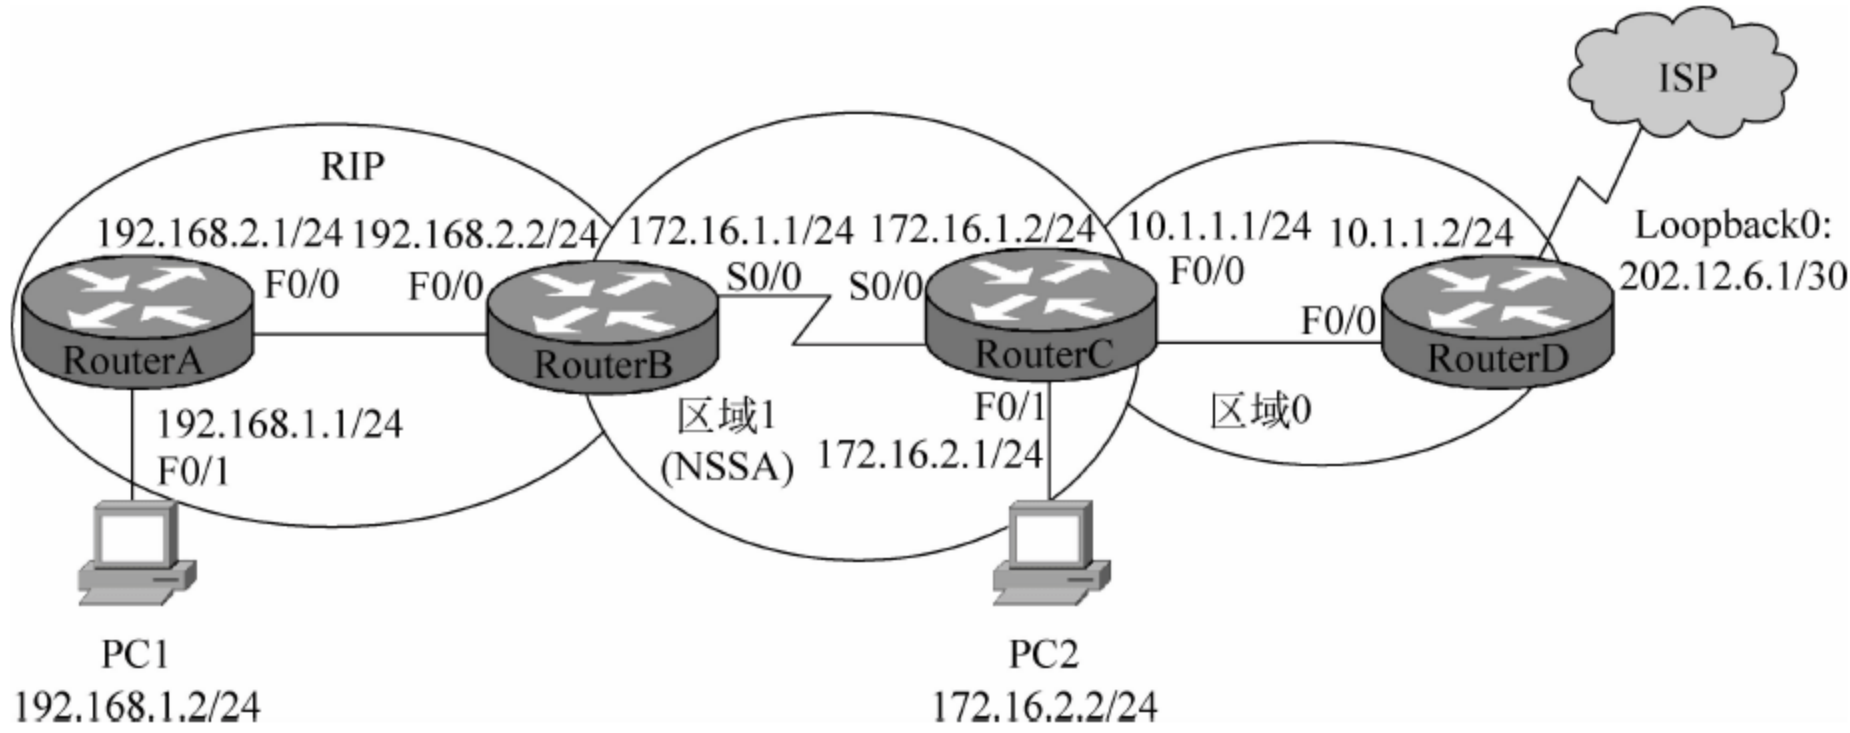 ISP
RIP
192.168.2.1/24 192.168.2.2/24 172.16.1.1/24 172.16.1.2/24 10.1.1.1/24 10.1.1.2/24
Loopback0:
202.12.6.1/30
F0/0 F0/0 S0/0 S0/0 F0/0 F0/0
RouterA RouterB RouterC RouterD
192.168.1.1/24
F0/1
区域1
(NSSA)
F0/1
172.16.2.1/24
区域0
PC1
192.168.1.2/24
PC2
172.16.2.2/24